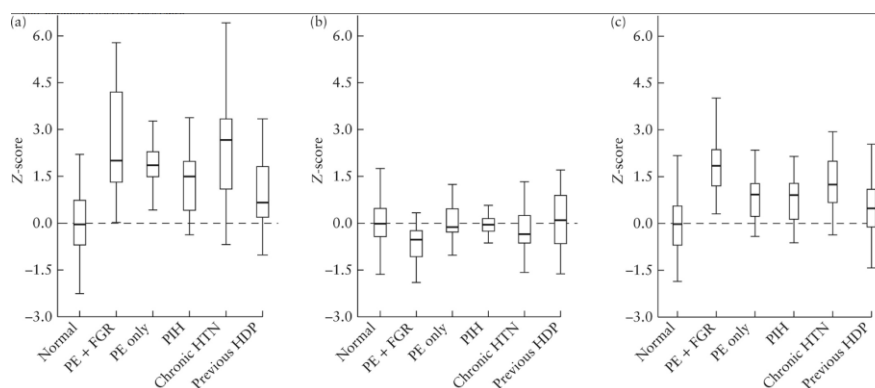 (a)
6.0
4.5
3.0
1.5
0.0
−1.5
−3.0
Z-score
Normal
PE + FGR
PE only
PIH
Chronic HTN
Previous HDP
(b)
6.0
4.5
3.0
1.5
0.0
−1.5
−3.0
Z-score
Normal
PE + FGR
PE only
PIH
Chronic HTN
Previous HDP
(c)
6.0
4.5
3.0
1.5
0.0
−1.5
−3.0
Z-score
Normal
PE + FGR
PE only
PIH
Chronic HTN
Previous HDP